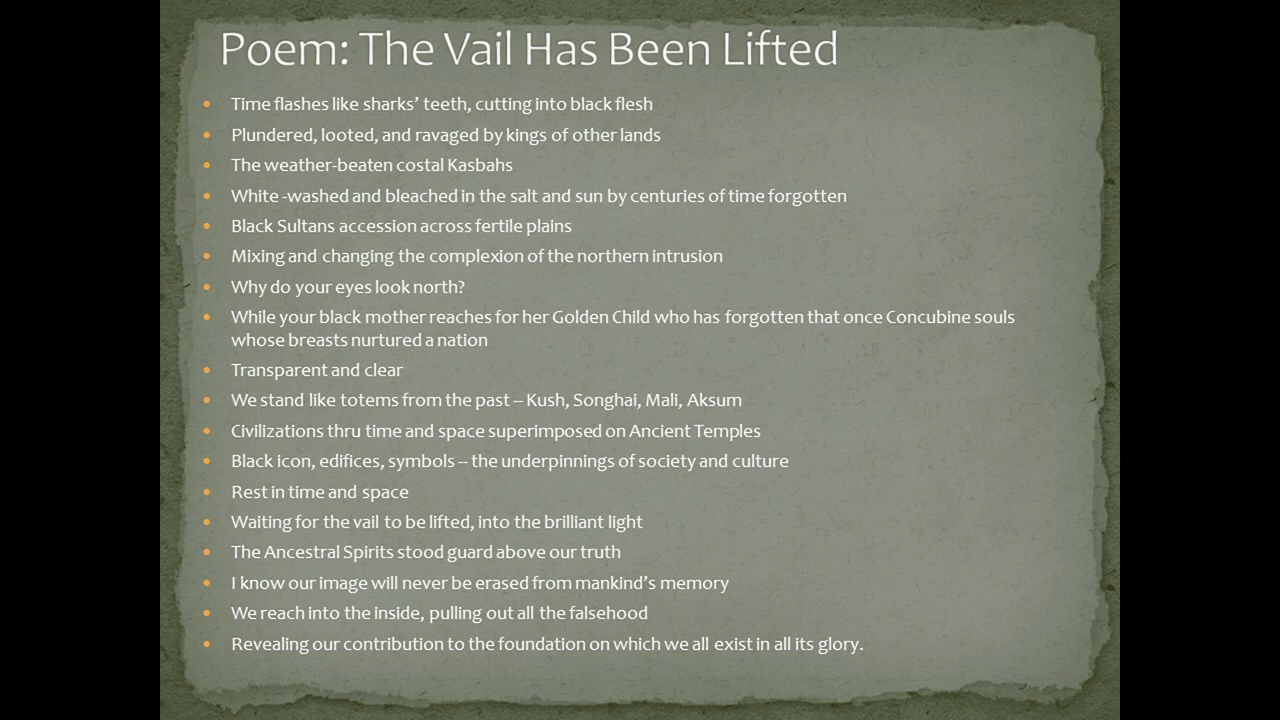 Poem: The Vail Has Been Lifted
• Time flashes like sharks’ teeth, cutting into black flesh
• Plundered, looted, and ravaged by kings of other lands
• The weather-beaten costal Kasbahs
• White -washed and bleached in the salt and sun by centuries of time forgotten
• Black Sultans accession across fertile plains
• Mixing and changing the complexion of the northern intrusion
• Why do your eyes look north?
• While your black mother reaches for her Golden Child who has forgotten that once Concubine souls
whose breasts nurtured a nation
• Transparent and clear
• We stand like totems from the past – Kush, Songhai, Mali, Aksum
• Civilizations thru time and space superimposed on Ancient Temples
• Black icon, edifices, symbols – the underpinnings of society and culture
• Rest in time and space
• Waiting for the vail to be lifted, into the brilliant light
• The Ancestral Spirits stood guard above our truth
• I know our image will never be erased from mankind’s memory
• We reach into the inside, pulling out all the falsehood
• Revealing our contribution to the foundation on which we all exist in all its glory.